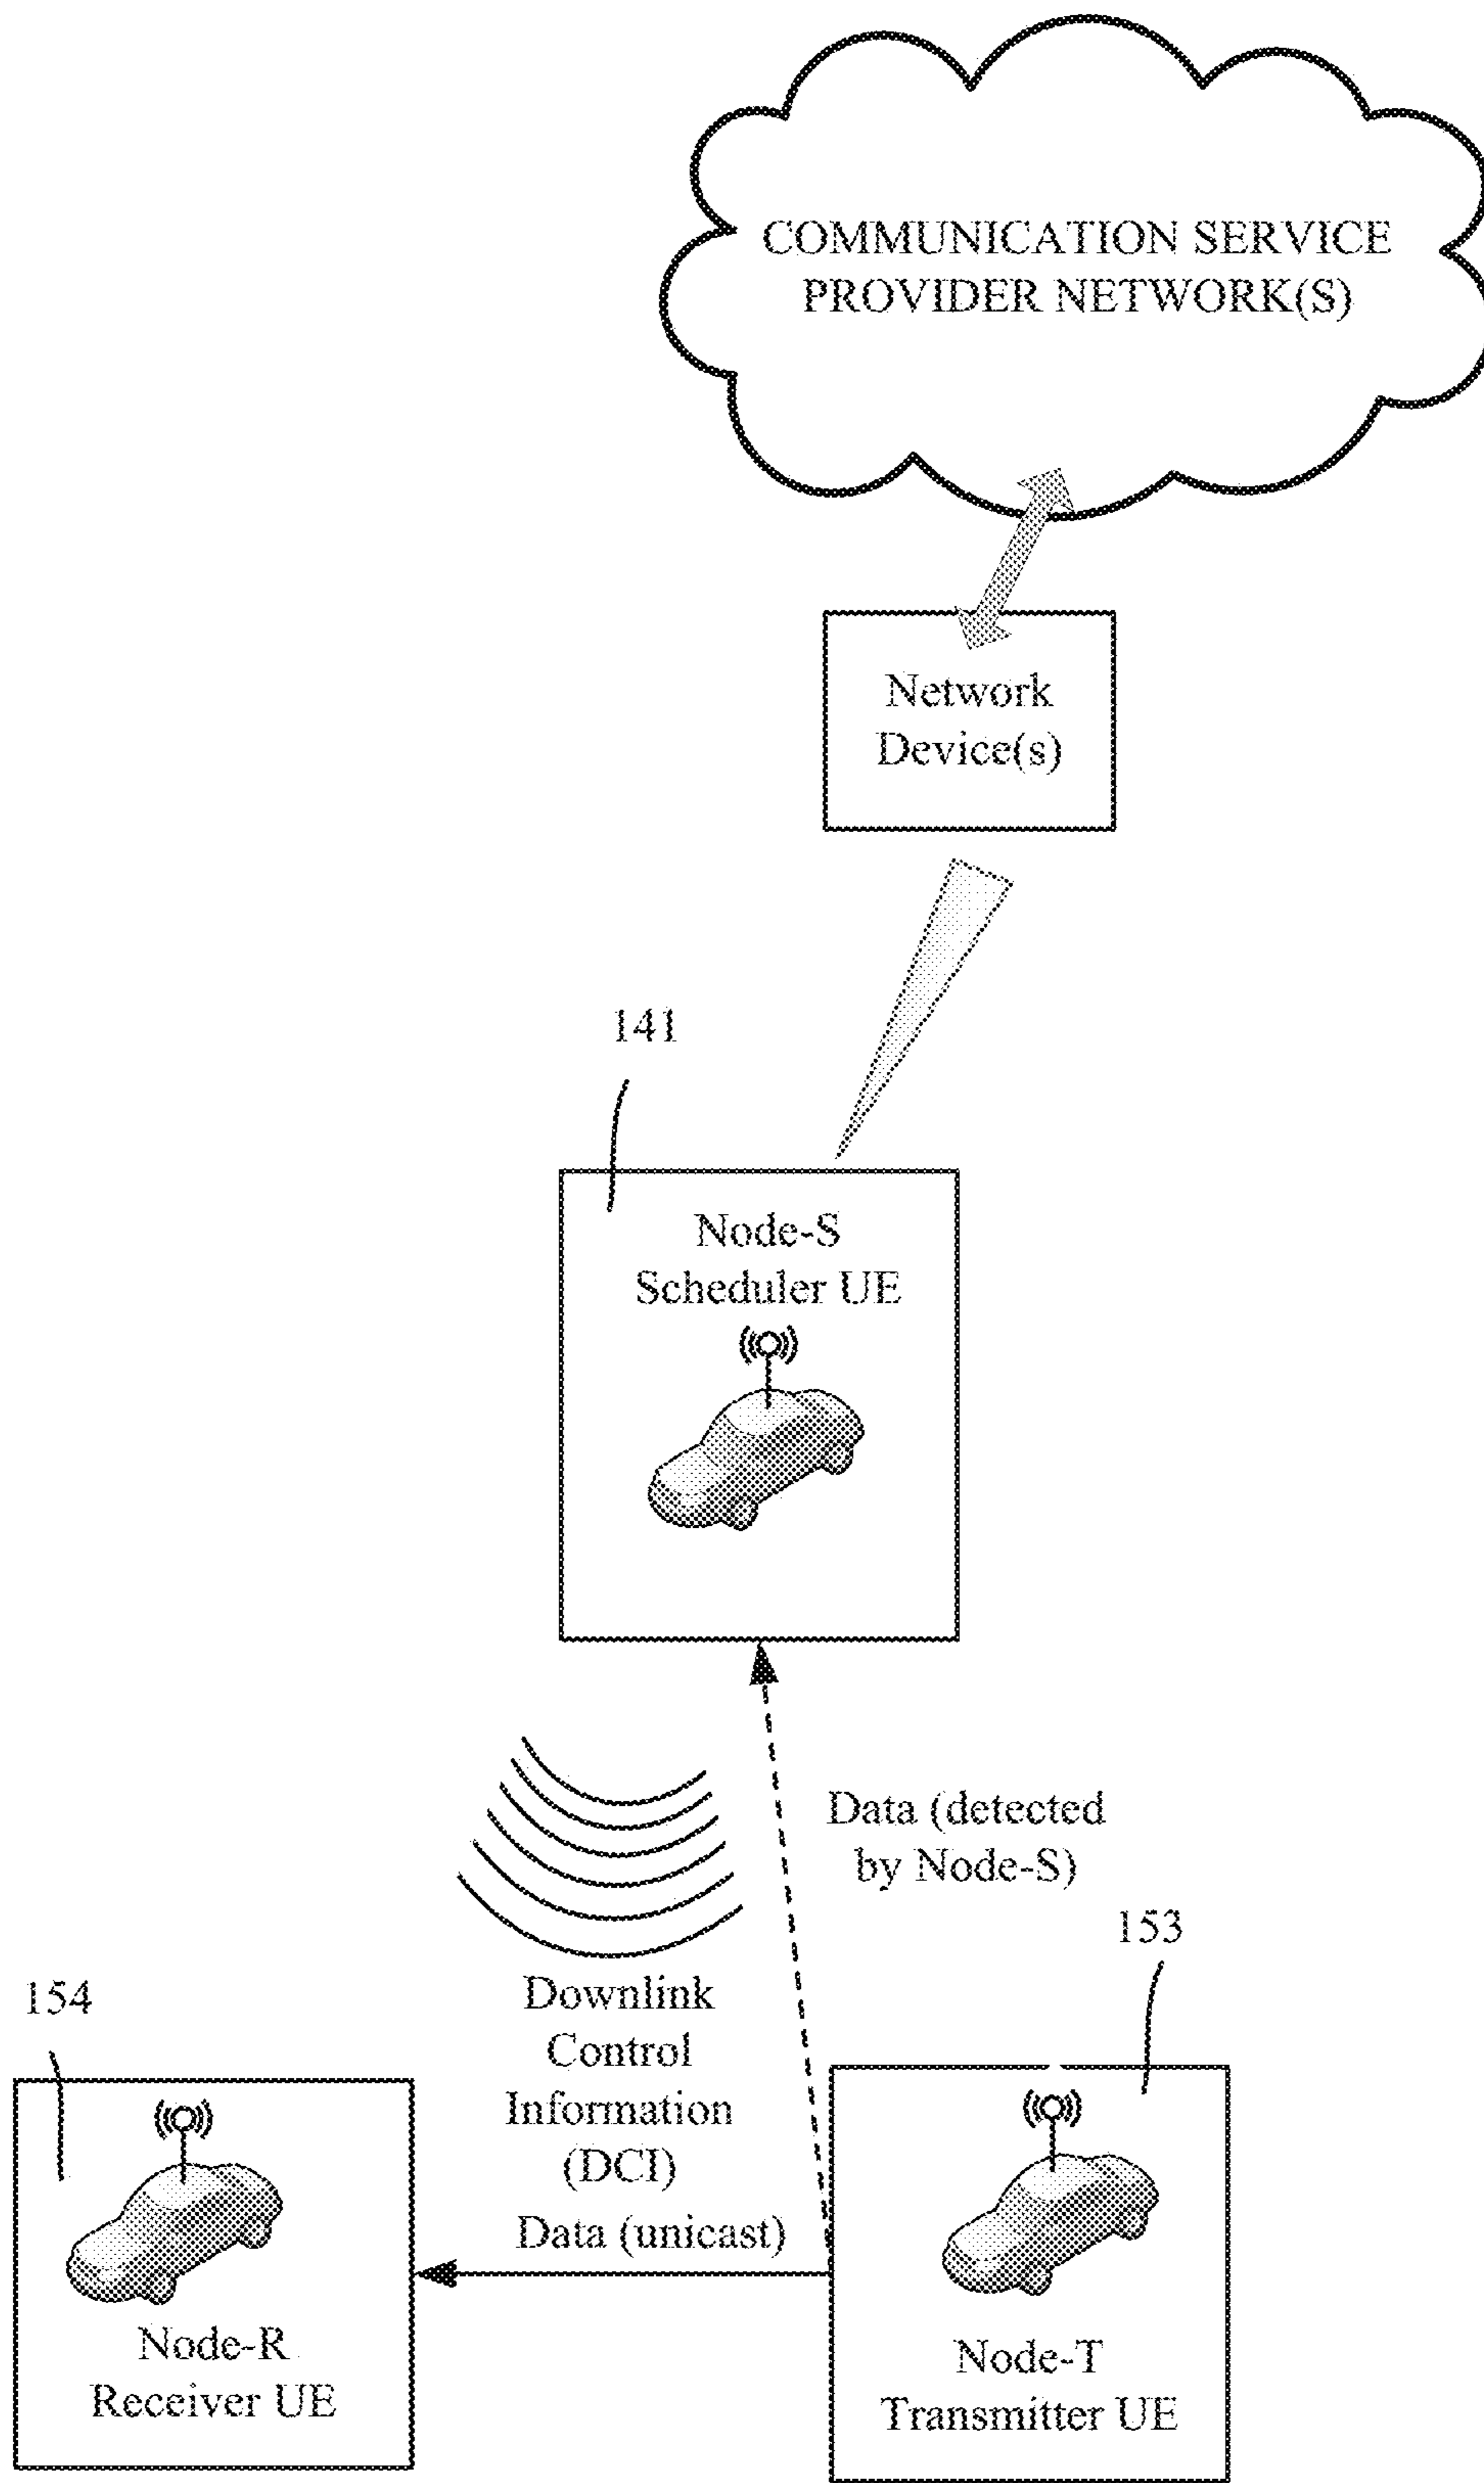 COMMUNICATION SERVICE
PROVIDER NETWORK(S)
Network
Device(s)
141
Node-S
Scheduler UE
Data (detected
by Node-S)
153
154
Downlink
Control
Information
(DCI)
Data (unicast)
Node-R
Receiver UE
Node-T
Transmitter UE